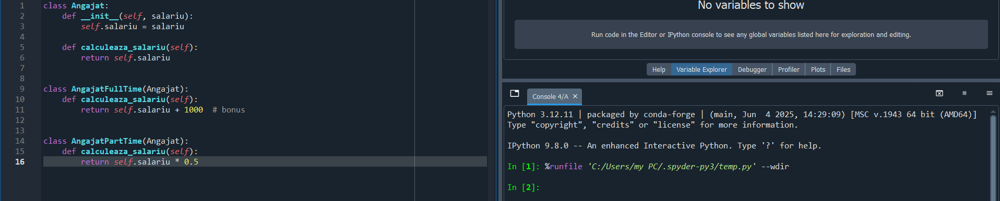 1 class Angajat:
2     def __init__(self, salariu):
3         self.salariu = salariu
4
5     def calculeaza_salariu(self):
6         return self.salariu
7
8
9 class AngajatFullTime(Angajat):
10     def calculeaza_salariu(self):
11         return self.salariu + 1000  # bonus
12
13
14 class AngajatPartTime(Angajat):
15     def calculeaza_salariu(self):
16         return self.salariu * 0.5
No variables to show
Run code in the Editor or IPython console to see any global variables listed here for exploration and editing.
Help Variable Explorer Debugger Profiler Plots Files
Console 4/A ×
Python 3.12.11 | packaged by conda-forge | (main, Jun  4 2025, 14:29:09) [MSC v.1943 64 bit (AMD64)]
Type "copyright", "credits" or "license" for more information.
IPython 9.8.0 -- An enhanced Interactive Python. Type '?' for help.
In [1]: %runfile 'C:/Users/my PC/.spyder-py3/temp.py' --wdir
In [2]: